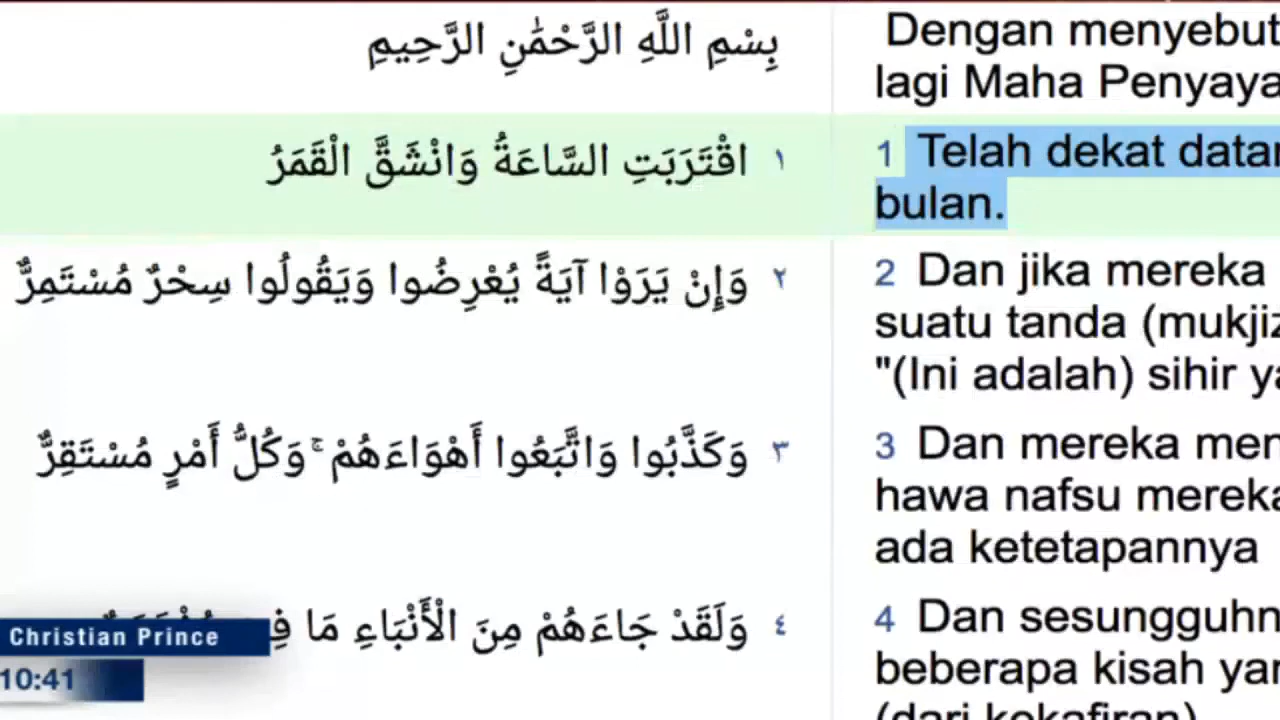 بِسْمِ اللَّهِ الرَّحْمَٰنِ الرَّحِيمِ
Dengan menyebut
lagi Maha Penyaya
١ اقْتَرَبَتِ السَّاعَةُ وَانْشَقَّ الْقَمَرُ
1 Telah dekat datan
bulan.
٢ وَإِنْ يَرَوْا آيَةً يُعْرِضُوا وَيَقُولُوا سِحْرٌ مُسْتَمِرٌّ
2 Dan jika mereka
suatu tanda (mukjiz
"(Ini adalah) sihir ya
٣ وَكَذَّبُوا وَاتَّبَعُوا أَهْوَاءَهُمْ ۚ وَكُلُّ أَمْرٍ مُسْتَقِرٌّ
3 Dan mereka men
hawa nafsu mereka
ada ketetapannya
٤ وَلَقَدْ جَاءَهُمْ مِنَ الْأَنْبَاءِ مَا فِ
4 Dan sesungguhn
beberapa kisah yan
(dari kekafiran)
Christian Prince
10:41